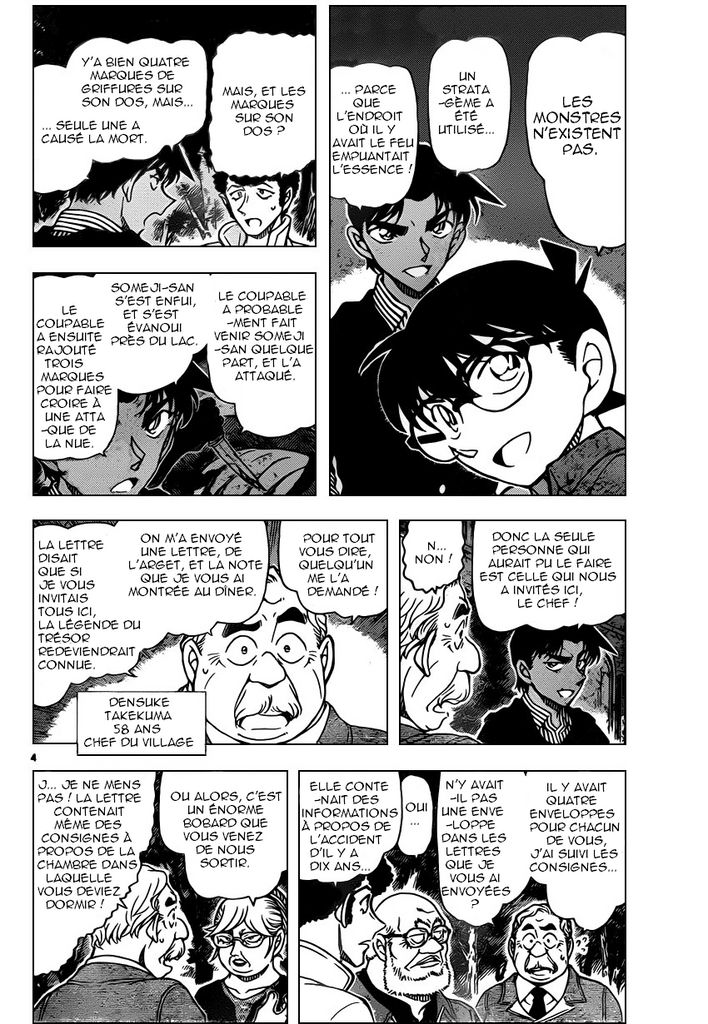 LES
MONSTRES
N'EXISTENT
PAS.
UN
STRATA
-GÈME A
ÉTÉ
UTILISÉ...
... PARCE
QUE
L'ENDROIT
OÙ IL Y
AVAIT LE FEU
EMPUANTAIT
L'ESSENCE !
MAIS, ET LES
MARQUES
SUR SON
DOS ?
Y'A BIEN QUATRE
MARQUES DE
GRIFFURES SUR
SON DOS, MAIS...
... SEULE UNE A
CAUSÉ LA MORT.
LE COUPABLE
A PROBABLE
-MENT FAIT
VENIR SOMEJI
-SAN QUELQUE
PART, ET L'A
ATTAQUÉ.
SOMEJI-SAN
S'EST ENFUI,
ET S'EST
ÉVANOUI
PRÈS DU LAC.
LE
COUPABLE
A ENSUITE
RAJOUTÉ
TROIS
MARQUES
POUR FAIRE
CROIRE À
UNE ATTA
-QUE DE
LA NUE.
DONC LA SEULE
PERSONNE QUI
AURAIT PU LE FAIRE
EST CELLE QUI NOUS
A INVITÉS ICI,
LE CHEF !
N...
NON !
POUR TOUT
VOUS DIRE,
QUELQU'UN
ME L'A
DEMANDÉ !
ON M'A ENVOYÉ
UNE LETTRE, DE
L'ARGET, ET LA NOTE
QUE JE VOUS AI
MONTRÉE AU DÎNER.
LA LETTRE
DISAIT
QUE SI
JE VOUS
INVITAIS
TOUS ICI,
LA LÉGENDE DU
TRÉSOR
REDEVIENDRAIT
CONNUE.
DENSUKE
TAKEKUMA
58 ANS
CHEF DU VILLAGE
4
IL Y AVAIT
QUATRE
ENVELOPPES
POUR CHACUN
DE VOUS,
J'AI SUIVI LES
CONSIGNES...
N'Y AVAIT
-IL PAS
UNE ENVE
-LOPPE
DANS LES
LETTRES
QUE JE
VOUS AI
ENVOYÉES
?
OUI
...
ELLE CONTE
-NAIT DES
INFORMATIONS
À PROPOS DE
L'ACCIDENT
D'IL Y A
DIX ANS...
OU ALORS, C'EST
UN ÉNORME
BOBARD QUE
VOUS VENEZ
DE NOUS
SORTIR.
J... JE NE MENS
PAS ! LA LETTRE
CONTENAIT
MÊME DES
CONSIGNES À
PROPOS DE LA
CHAMBRE DANS
LAQUELLE
VOUS DEVIEZ
DORMIR !